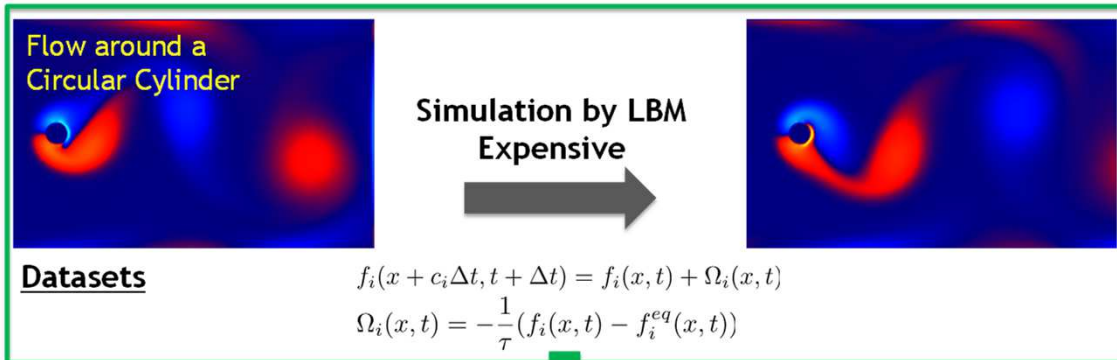 Flow around a
Circular Cylinder
Simulation by LBM
Expensive
Datasets
f_i(x + c_iΔt, t + Δt) = f_i(x, t) + Ω_i(x, t)
Ω_i(x, t) = −\frac{1}{τ}(f_i(x, t) − f_i^{eq}(x, t))